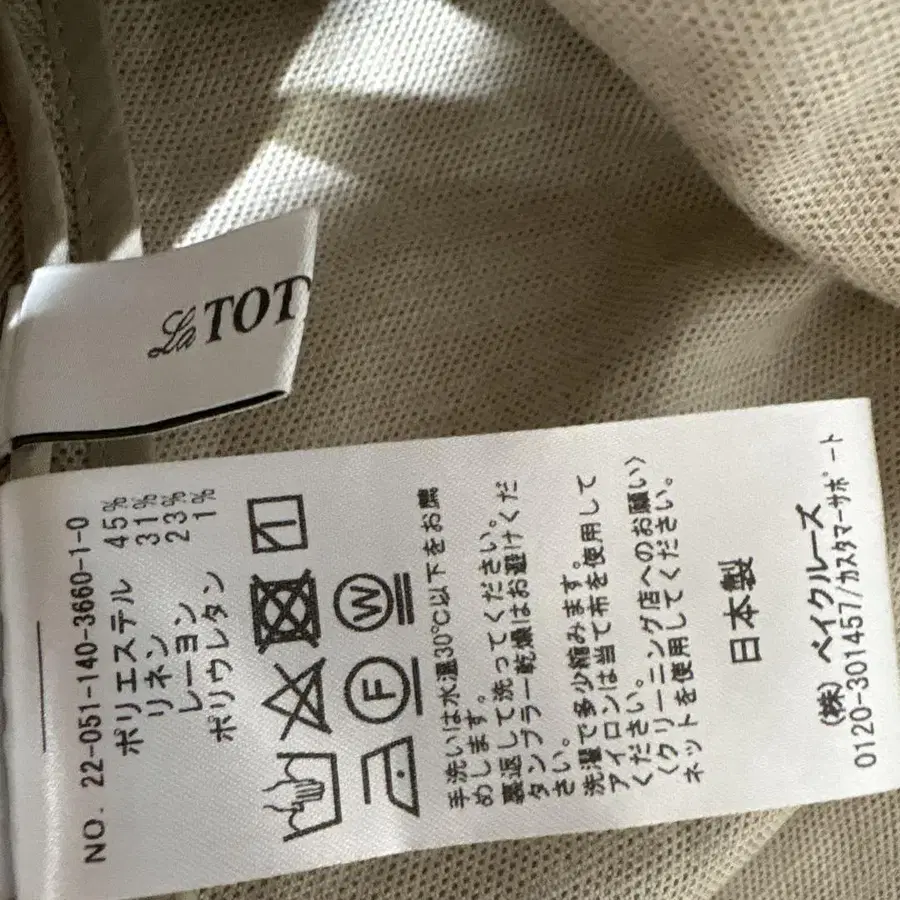 La TOT
NO. 22-051-140-3660-1-0
ポリエステル 45%
リネン 31%
レーヨン 23%
ポリウレタン 1%
W
F
手洗いは水温30℃以下をお薦
めします。
裏返して洗ってください。
タンブラー乾燥はお避けくだ
さい。
洗濯で多少縮みます。
アイロンは当て布を使用して
ください。
〈クリーニング店へのお願い〉
ネットを使用してください。
日本製
(株) ベイクルーズ
0120-301457/カスタマーサポート